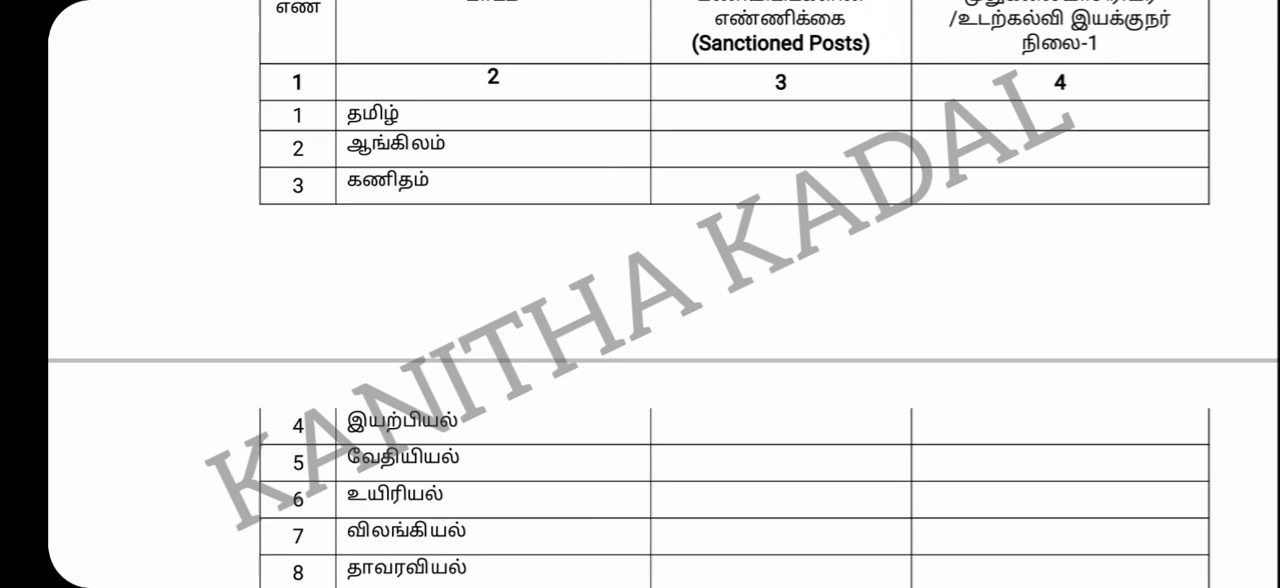 எண்
எண்ணிக்கை
/உடற்கல்வி இயக்குநர்
(Sanctioned Posts)
நிலை-1
1 2 3 4
1 தமிழ்
2 ஆங்கிலம்
3 கணிதம்
KANITHA KADAL
4 இயற்பியல்
5 வேதியியல்
6 உயிரியல்
7 விலங்கியல்
8 தாவரவியல்